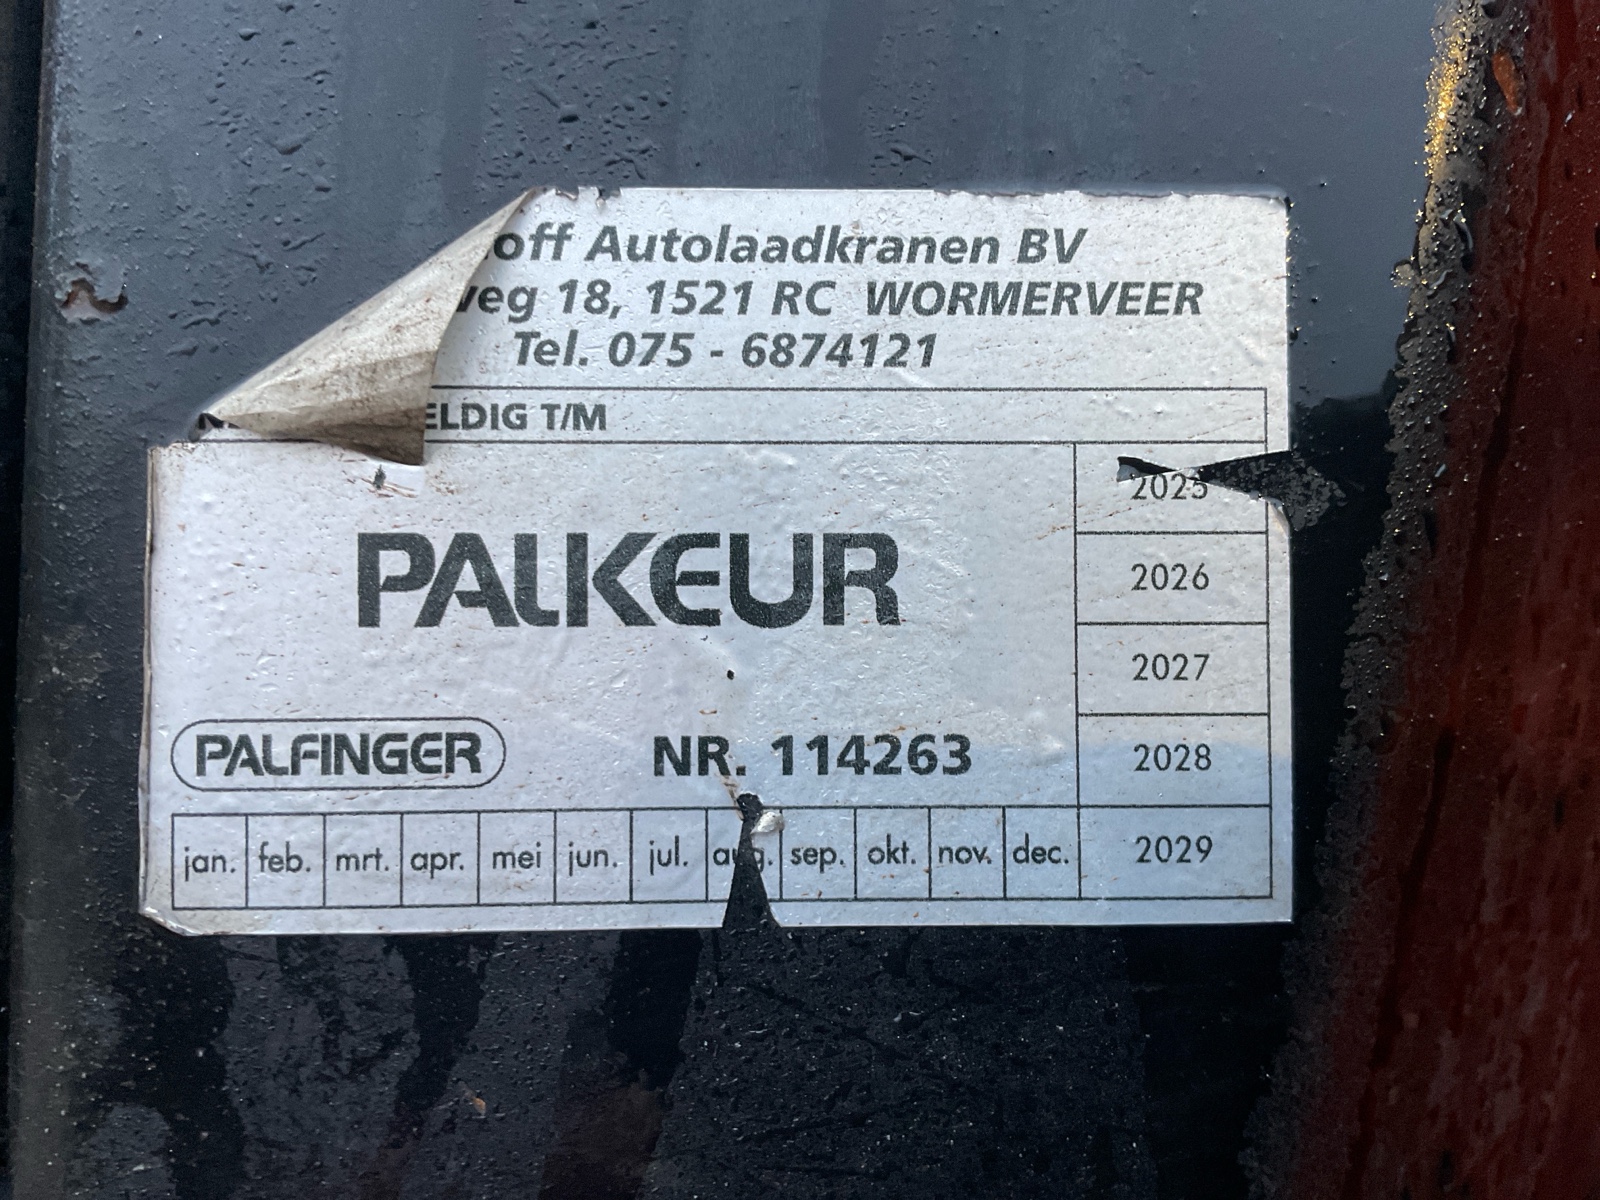 off Autolaadkranen BV
weg 18, 1521 RC WORMERVEER
Tel. 075 - 6874121
ELDIG T/M
2025
PALKEUR
2026
2027
PALFINGER NR. 114263 2028
jan. feb. mrt. apr. mei jun. jul. aug. sep. okt. nov. dec. 2029